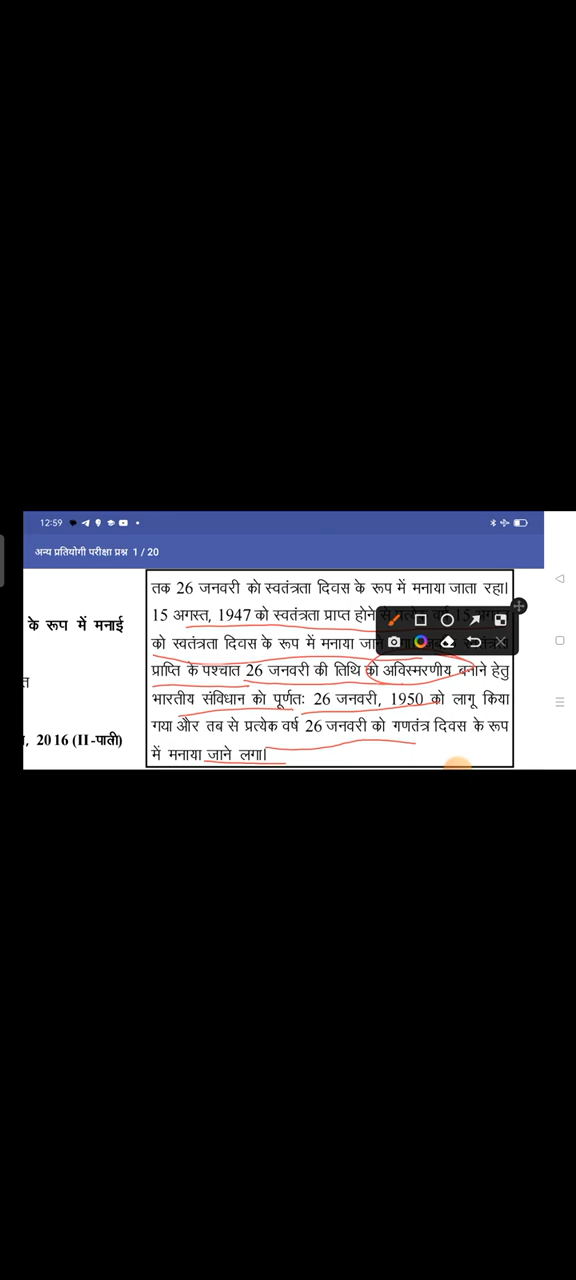 12:59
अन्य प्रतियोगी परीक्षा प्रश्न 1 / 20
के रूप में मनाई
, 2016 (II-पाती)
तक 26 जनवरी को स्वतंत्रता दिवस के रूप में मनाया जाता रहा।
15 अगस्त, 1947 को स्वतंत्रता प्राप्त होने
को स्वतंत्रता दिवस के रूप में मनाया
प्राप्ति के पश्चात 26 जनवरी की तिथि को अविस्मरणीय बनाने हेतु
भारतीय संविधान को पूर्णतः 26 जनवरी, 1950 को लागू किया
गया और तब से प्रत्येक वर्ष 26 जनवरी को गणतंत्र दिवस के रूप
में मनाया जाने लगा।